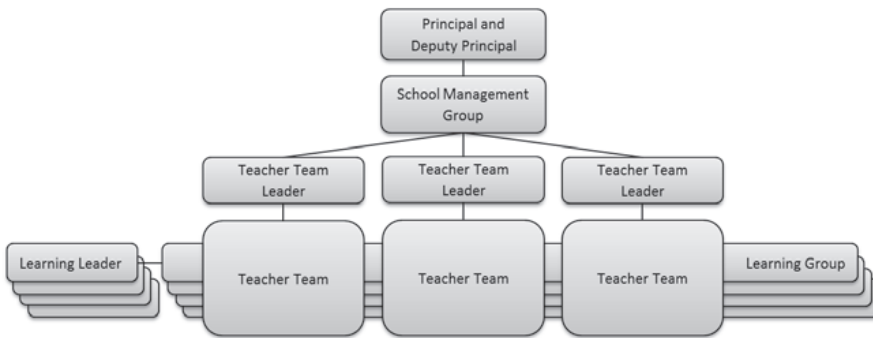 Principal and
Deputy Principal
School Management
Group
Teacher Team
Leader
Teacher Team
Leader
Teacher Team
Leader
Learning Leader
Teacher Team
Teacher Team
Teacher Team
Learning Group